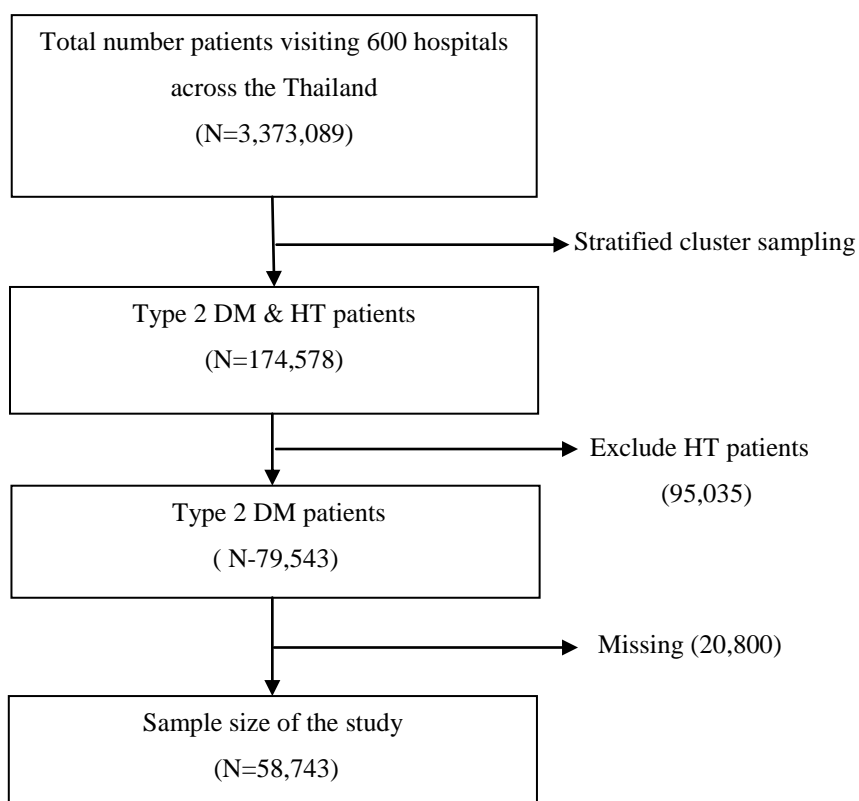 Total number patients visiting 600 hospitals
across the Thailand
(N=3,373,089)
Stratified cluster sampling
Type 2 DM & HT patients
(N=174,578)
Exclude HT patients
(95,035)
Type 2 DM patients
( N-79,543)
Missing (20,800)
Sample size of the study
(N=58,743)